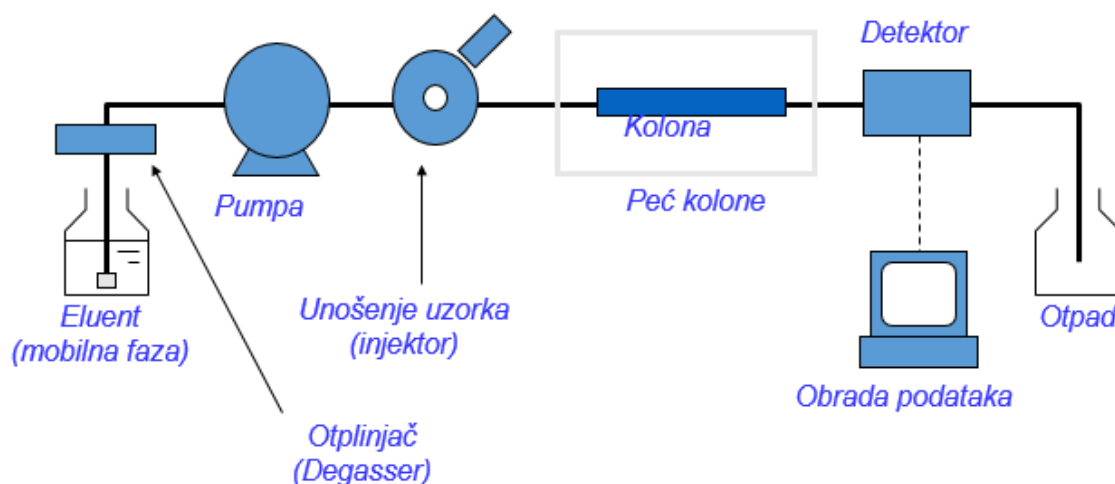 Detektor
Kolona
Pumpa
Peć kolone
Eluent
(mobilna faza)
Unošenje uzorka
(injektor)
Otpad
Obrada podataka
Otplinjač
(Degasser)